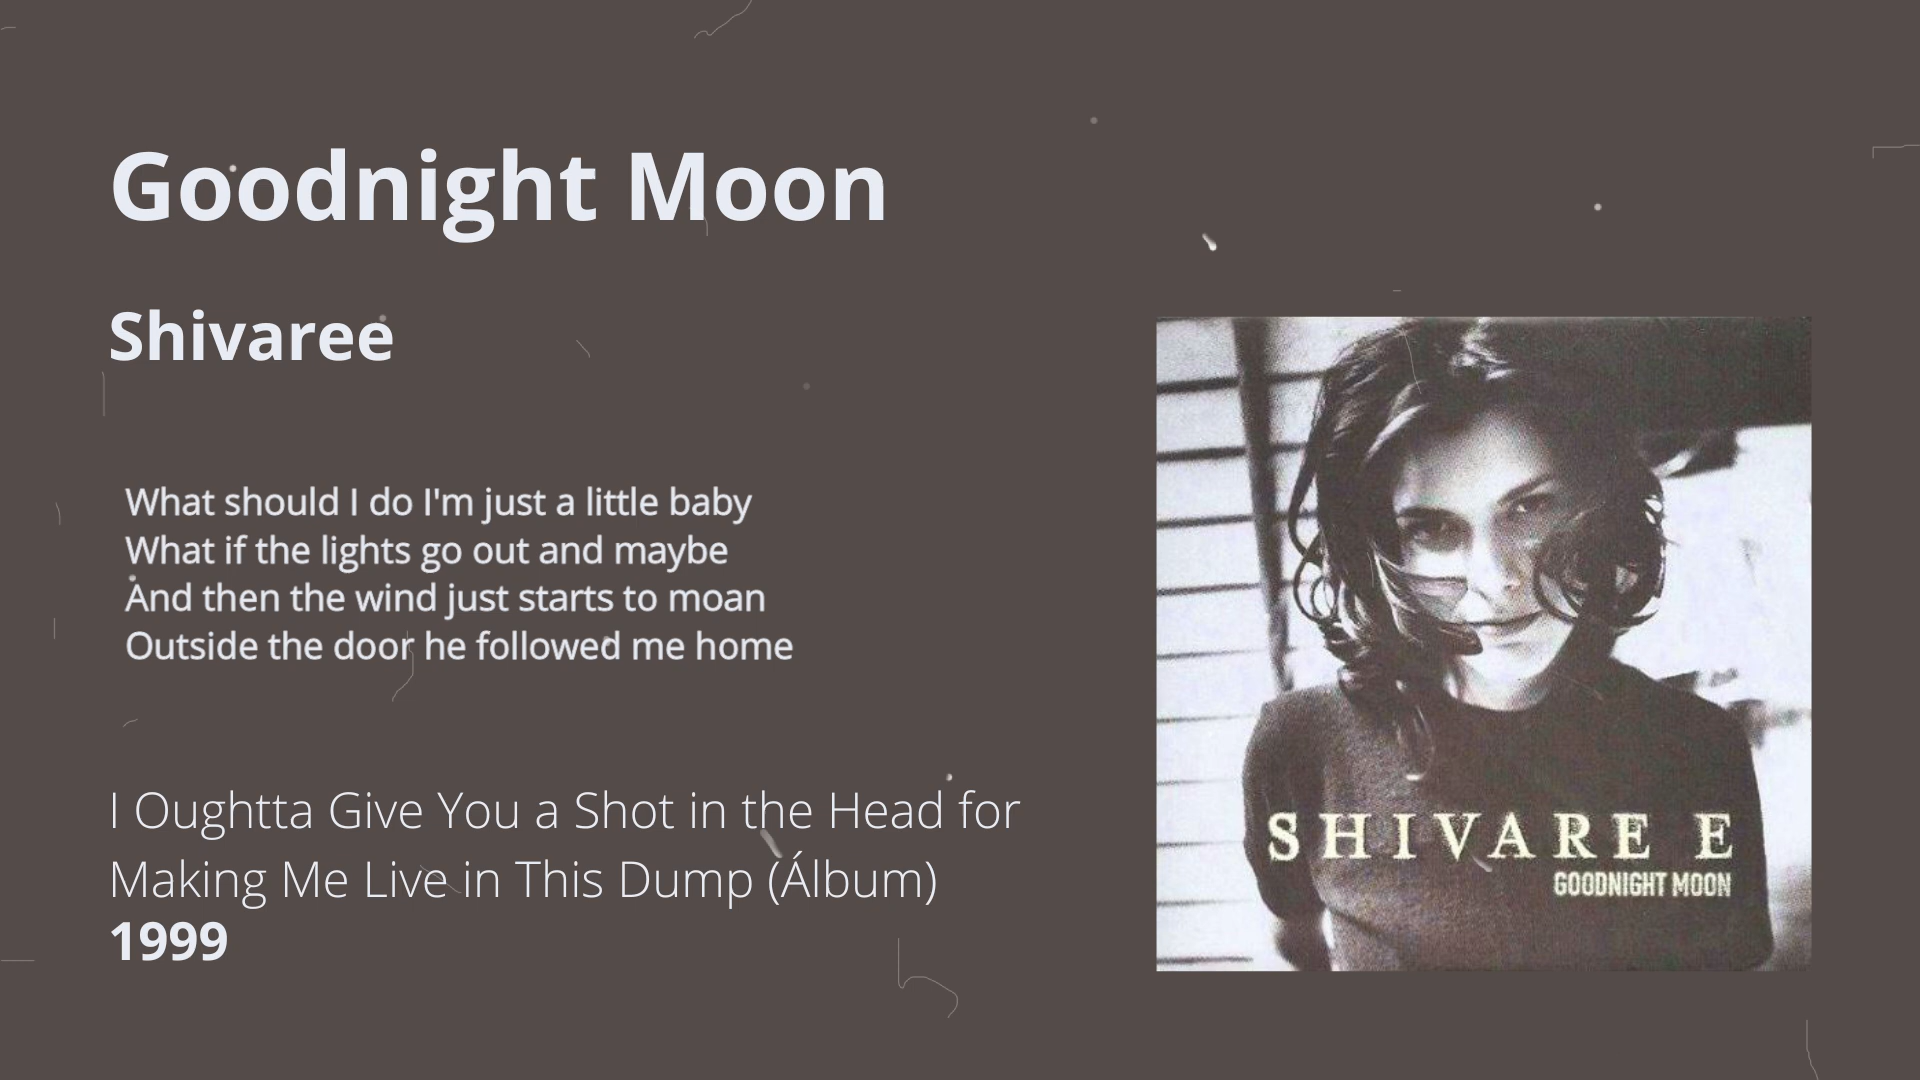 Goodnight Moon
Shivaree
What should I do I'm just a little baby
What if the lights go out and maybe
And then the wind just starts to moan
Outside the door he followed me home
I Oughtta Give You a Shot in the Head for
Making Me Live in This Dump (Álbum)
1999
SHIVAREE
GOODNIGHT MOON